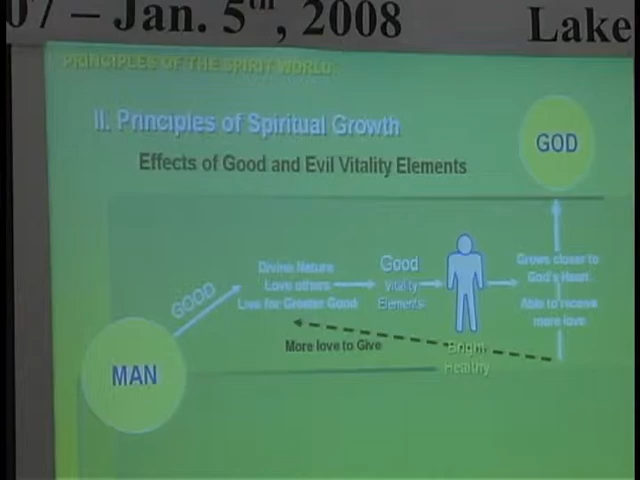 07 – Jan. 5th, 2008 Lake
PRINCIPLES OF THE SPIRIT WORLD
II. Principles of Spiritual Growth
Effects of Good and Evil Vitality Elements
GOD
GOOD
Divine Nature
Love others
Live for Greater Good
Good
Vitality
Elements
Grows closer to
God's Heart
Able to receive
more love
More love to Give
Bright
Healthy
MAN